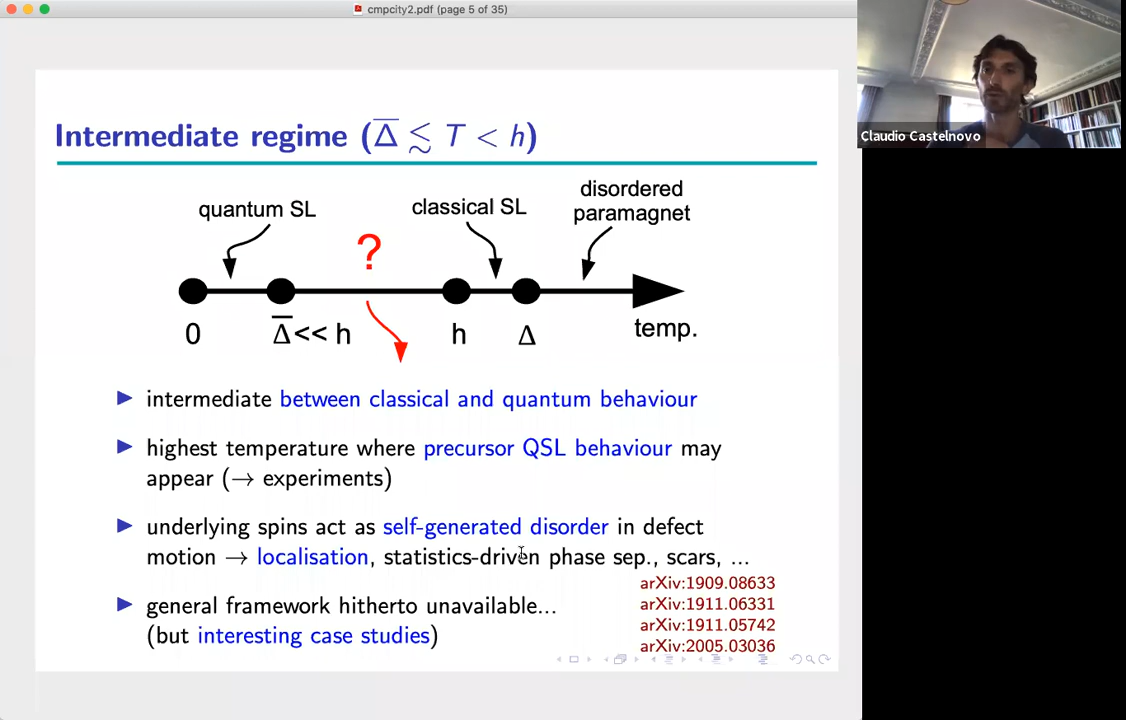 cmpcity2.pdf (page 5 of 35)
Claudio Castelnovo
Intermediate regime (Δ̅ ≲ T < h)
quantum SL
?
classical SL
disordered
paramagnet
0
Δ̅<< h
h
Δ
temp.
▶ intermediate between classical and quantum behaviour
▶ highest temperature where precursor QSL behaviour may
appear (→ experiments)
▶ underlying spins act as self-generated disorder in defect
motion → localisation, statistics-driven phase sep., scars, ...
arXiv:1909.08633
arXiv:1911.06331
arXiv:1911.05742
arXiv:2005.03036
▶ general framework hitherto unavailable...
(but interesting case studies)